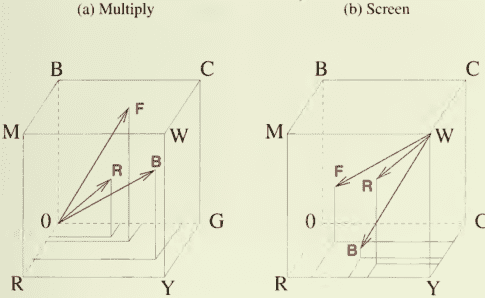 (a) Multiply (b) Screen
B C B C
F
M W M W
B F R
R
0 G 0 C
B
R Y R Y